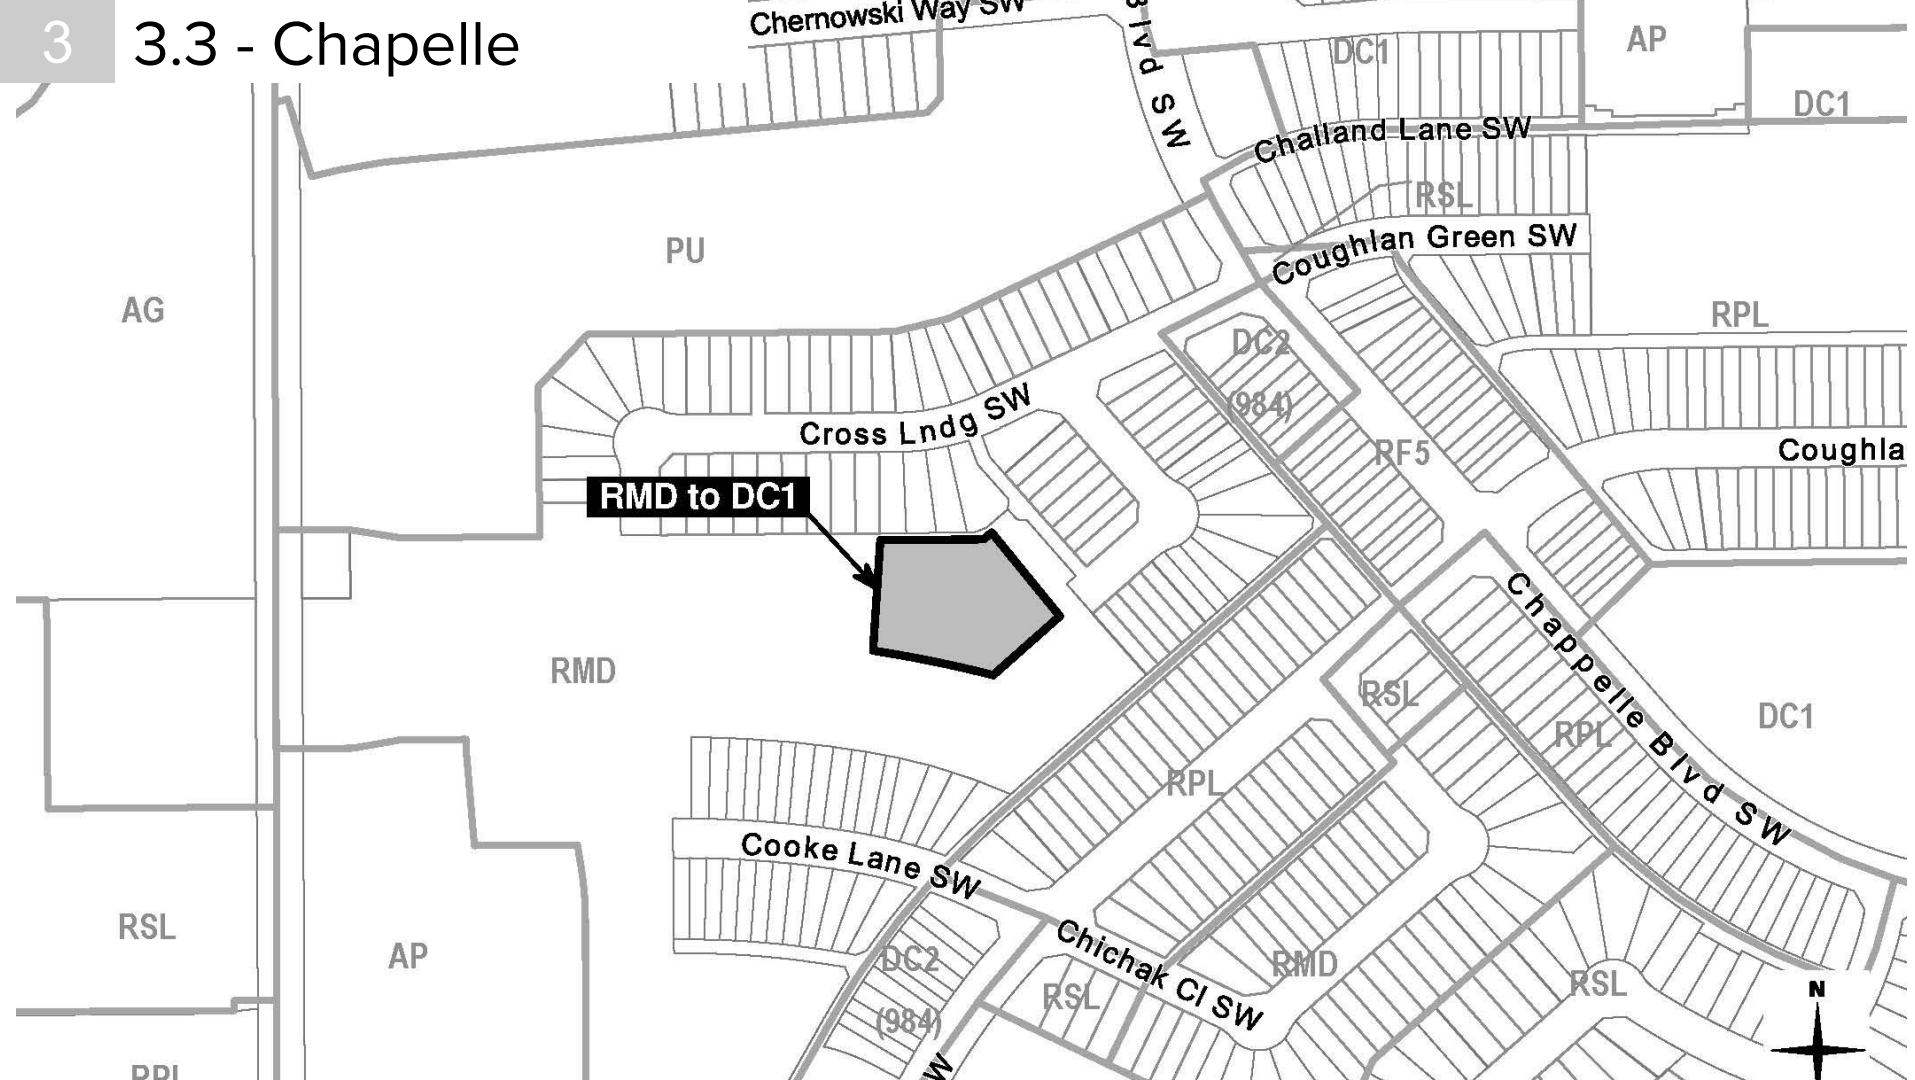 3
3.3 - Chapelle
Chernowski Way SW
Blvd SW
DC1
AP
DC1
Challand Lane SW
RSL
Coughlan Green SW
PU
AG
RPL
DC2
(984)
Cross Lndg SW
RF5
Coughla
RMD to DC1
Chappelle Blvd SW
RMD
RSL
DC1
RPL
RPL
Cooke Lane SW
RSL
AP
DC2
(984)
Chichak Cl SW
RMD
RSL
RSL
N
W
RPL